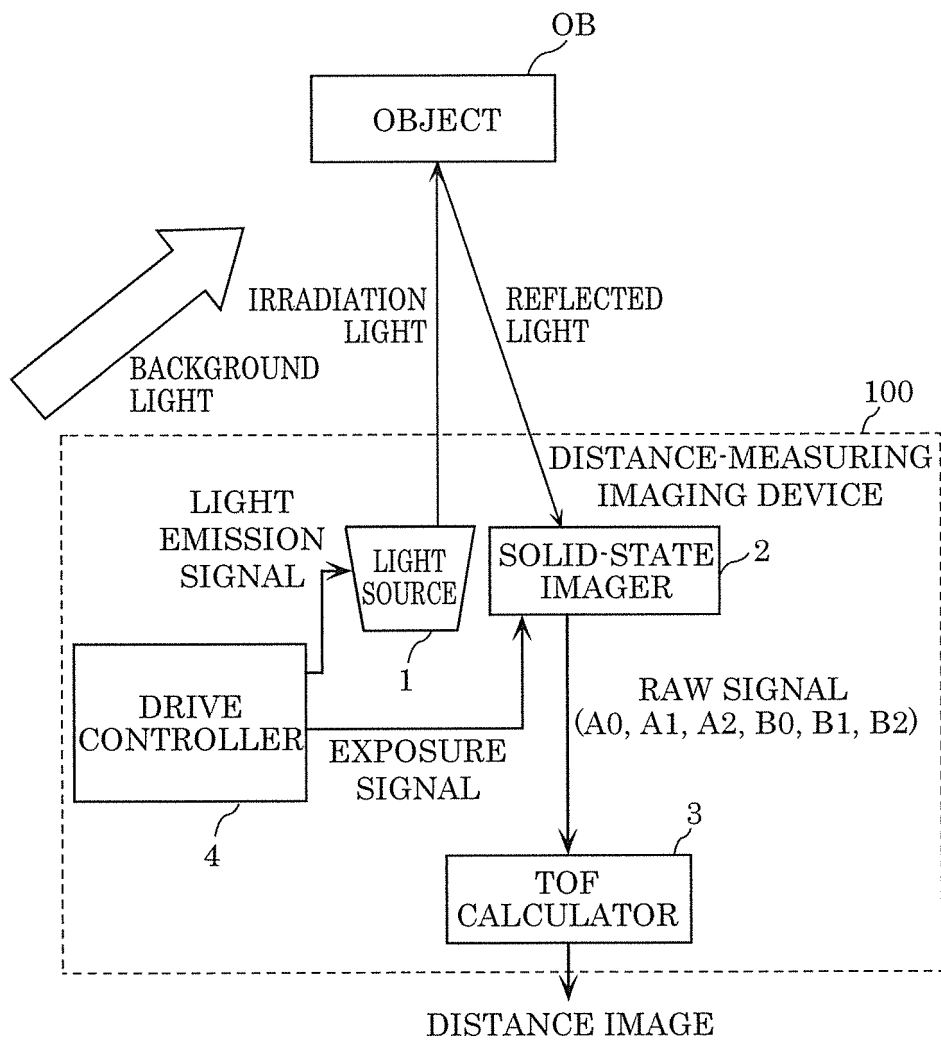 OB
OBJECT
IRRADIATION
LIGHT
REFLECTED
LIGHT
BACKGROUND
LIGHT
100
DISTANCE-MEASURING
IMAGING DEVICE
LIGHT
EMISSION
SIGNAL
LIGHT
SOURCE
1
SOLID-STATE
IMAGER
2
DRIVE
CONTROLLER
4
EXPOSURE
SIGNAL
RAW SIGNAL
(A0, A1, A2, B0, B1, B2)
3
TOF
CALCULATOR
DISTANCE IMAGE